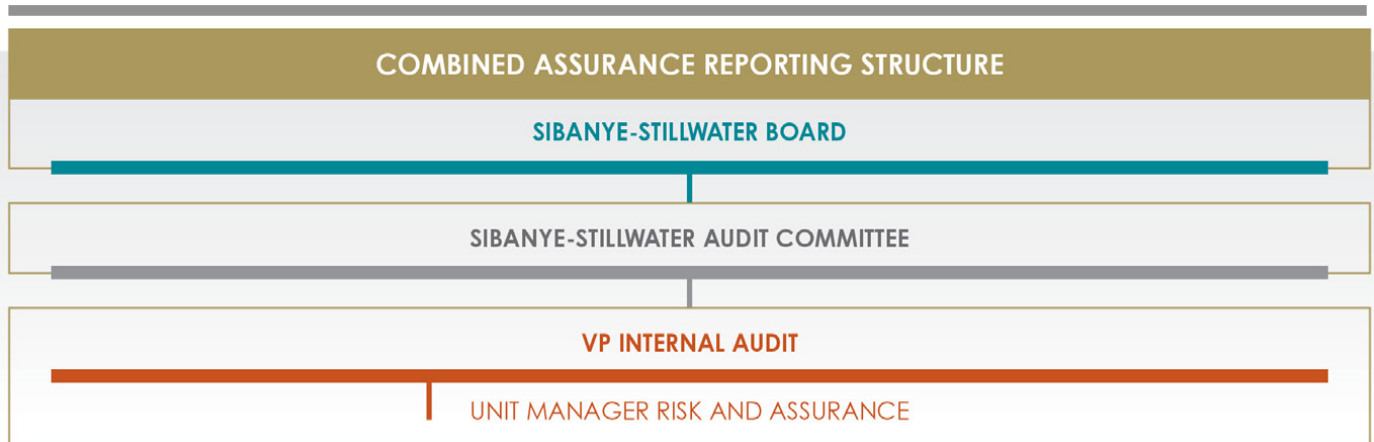 COMBINED ASSURANCE REPORTING STRUCTURE
SIBANYE-STILLWATER BOARD
SIBANYE-STILLWATER AUDIT COMMITTEE
VP INTERNAL AUDIT
UNIT MANAGER RISK AND ASSURANCE